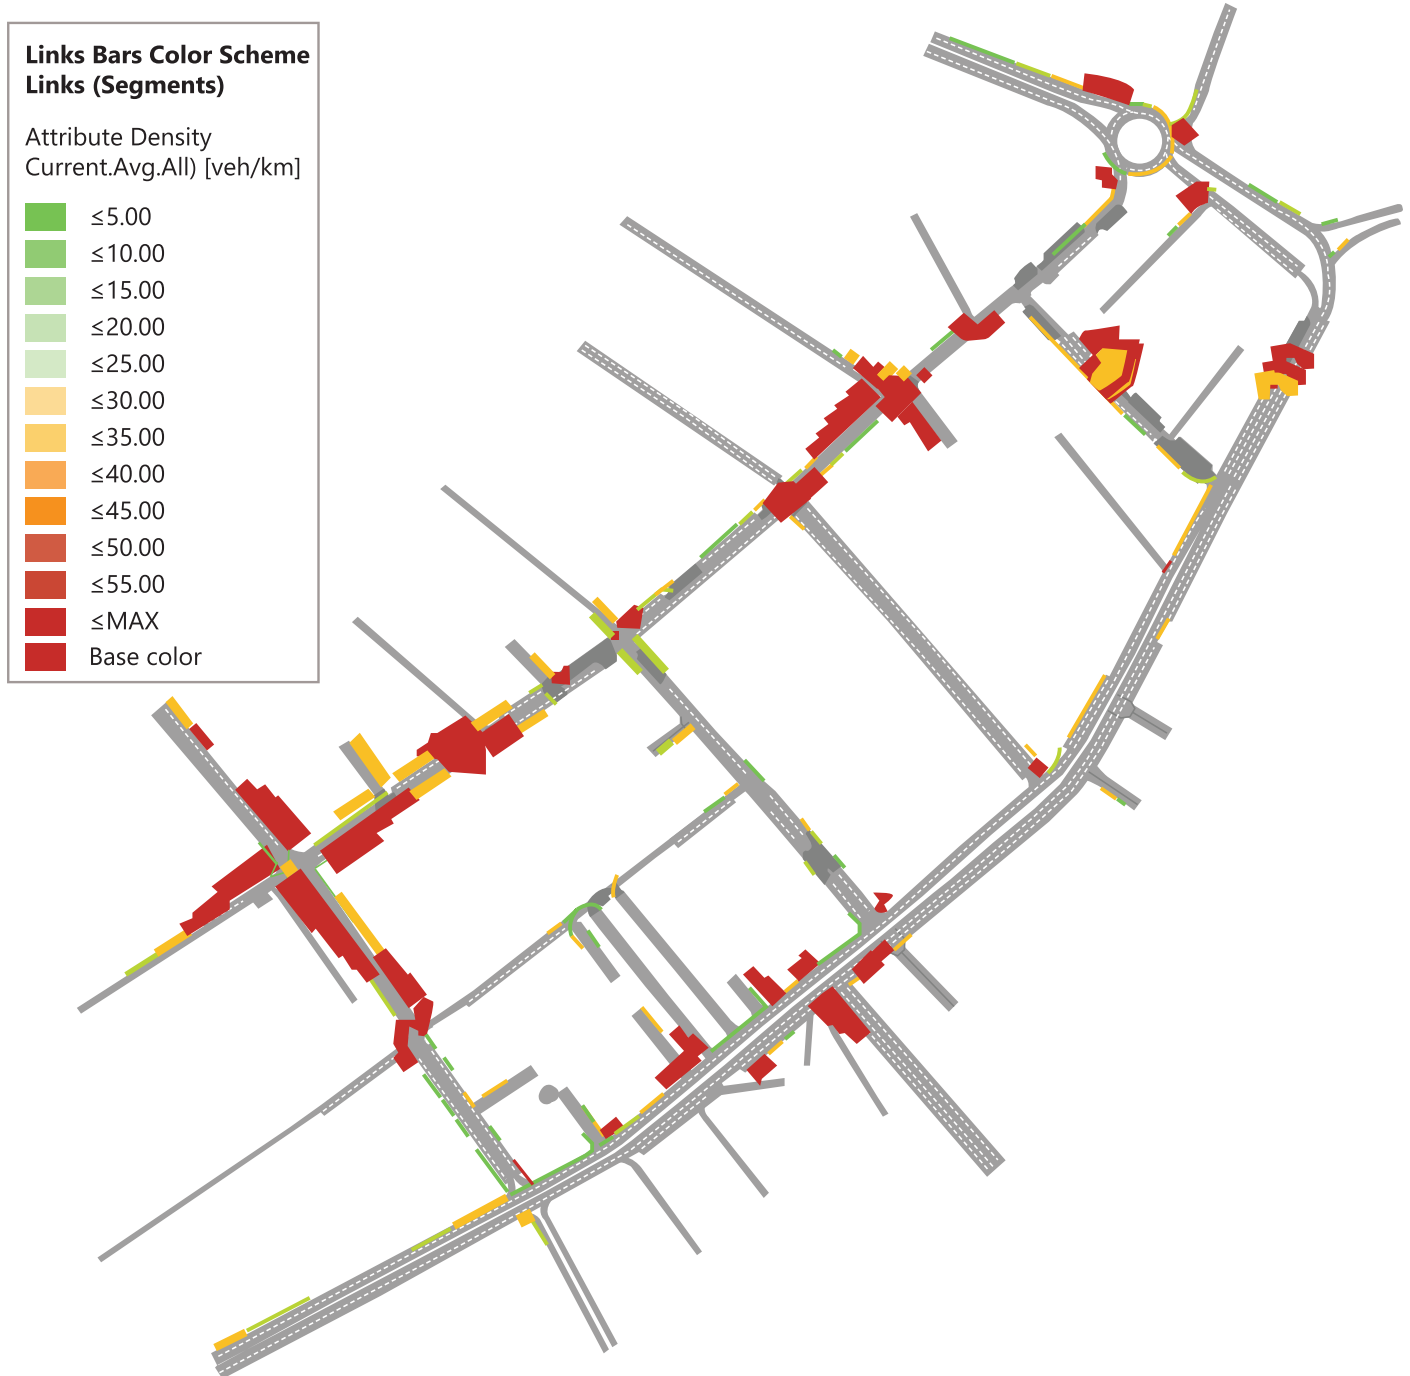 Links Bars Color Scheme
Links (Segments)
Attribute Density
Current.Avg.All) [veh/km]
≤5.00
≤10.00
≤15.00
≤20.00
≤25.00
≤30.00
≤35.00
≤40.00
≤45.00
≤50.00
≤55.00
≤MAX
Base color